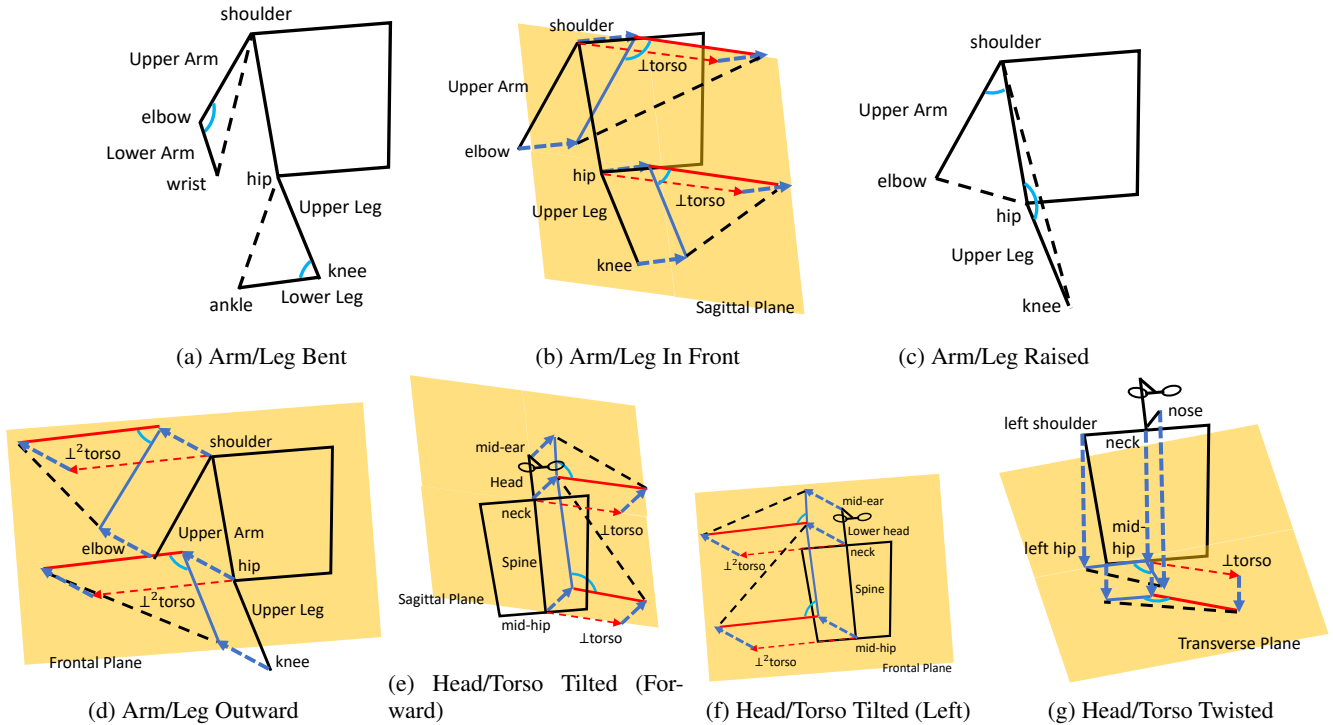 shoulder
Upper Arm
elbow
Lower Arm
wrist
hip
Upper Leg
knee
ankle
Lower Leg
(a) Arm/Leg Bent
shoulder
⊥torso
Upper Arm
elbow
hip
⊥torso
Upper Leg
knee
Sagittal Plane
(b) Arm/Leg In Front
shoulder
Upper Arm
elbow
hip
Upper Leg
knee
(c) Arm/Leg Raised
shoulder
⊥²torso
Upper Arm
elbow
hip
⊥²torso
Upper Leg
Frontal Plane
knee
(d) Arm/Leg Outward
mid-ear
Head
neck
⊥torso
Spine
Sagittal Plane
mid-hip
⊥torso
(e) Head/Torso Tilted (For-
ward)
mid-ear
Lower head
neck
⊥²torso
Spine
⊥²torso
mid-hip
Frontal Plane
(f) Head/Torso Tilted (Left)
nose
left shoulder
neck
mid-
hip
left hip
⊥torso
Transverse Plane
(g) Head/Torso Twisted